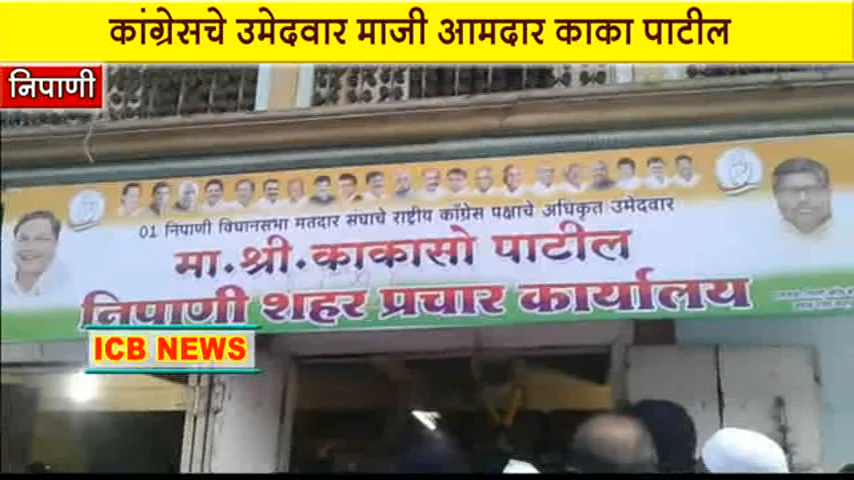 कांग्रेसचे उमेदवार माजी आमदार काका पाटील
निपाणी
01 निपाणी विधानसभा मतदार संघाचे राष्ट्रीय काँग्रेस पक्षाचे अधिकृत उमेदवार
मा.श्री.काकासो पाटील
निपाणी शहर प्रचार कार्यालय
ICB NEWS